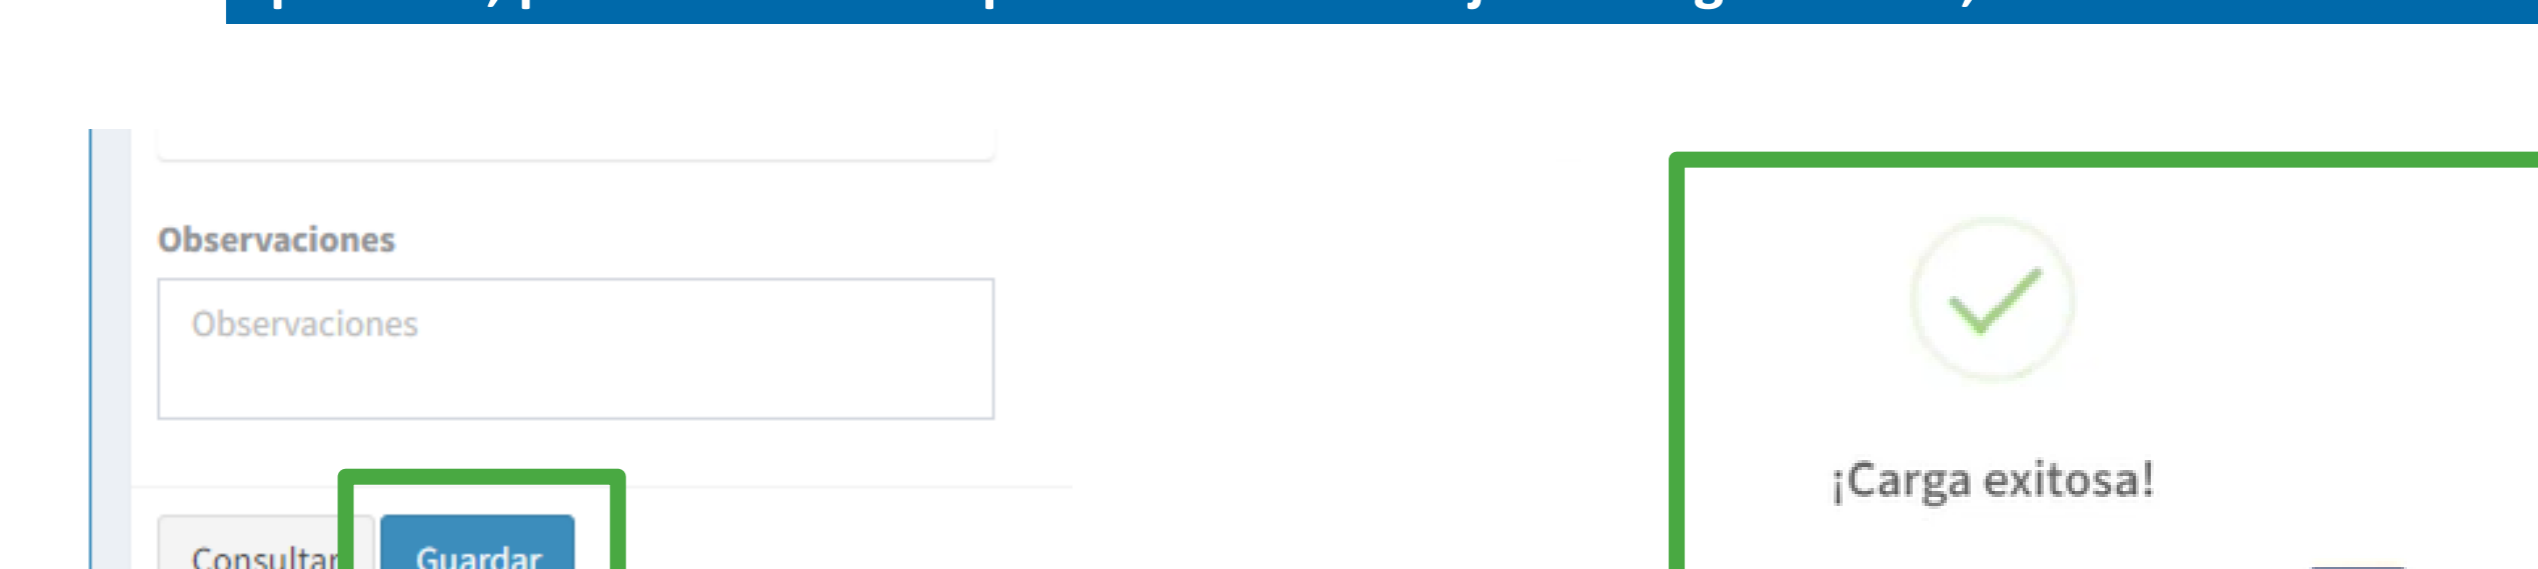 Observaciones
Observaciones
Consultar
Guardar
¡Carga exitosa!